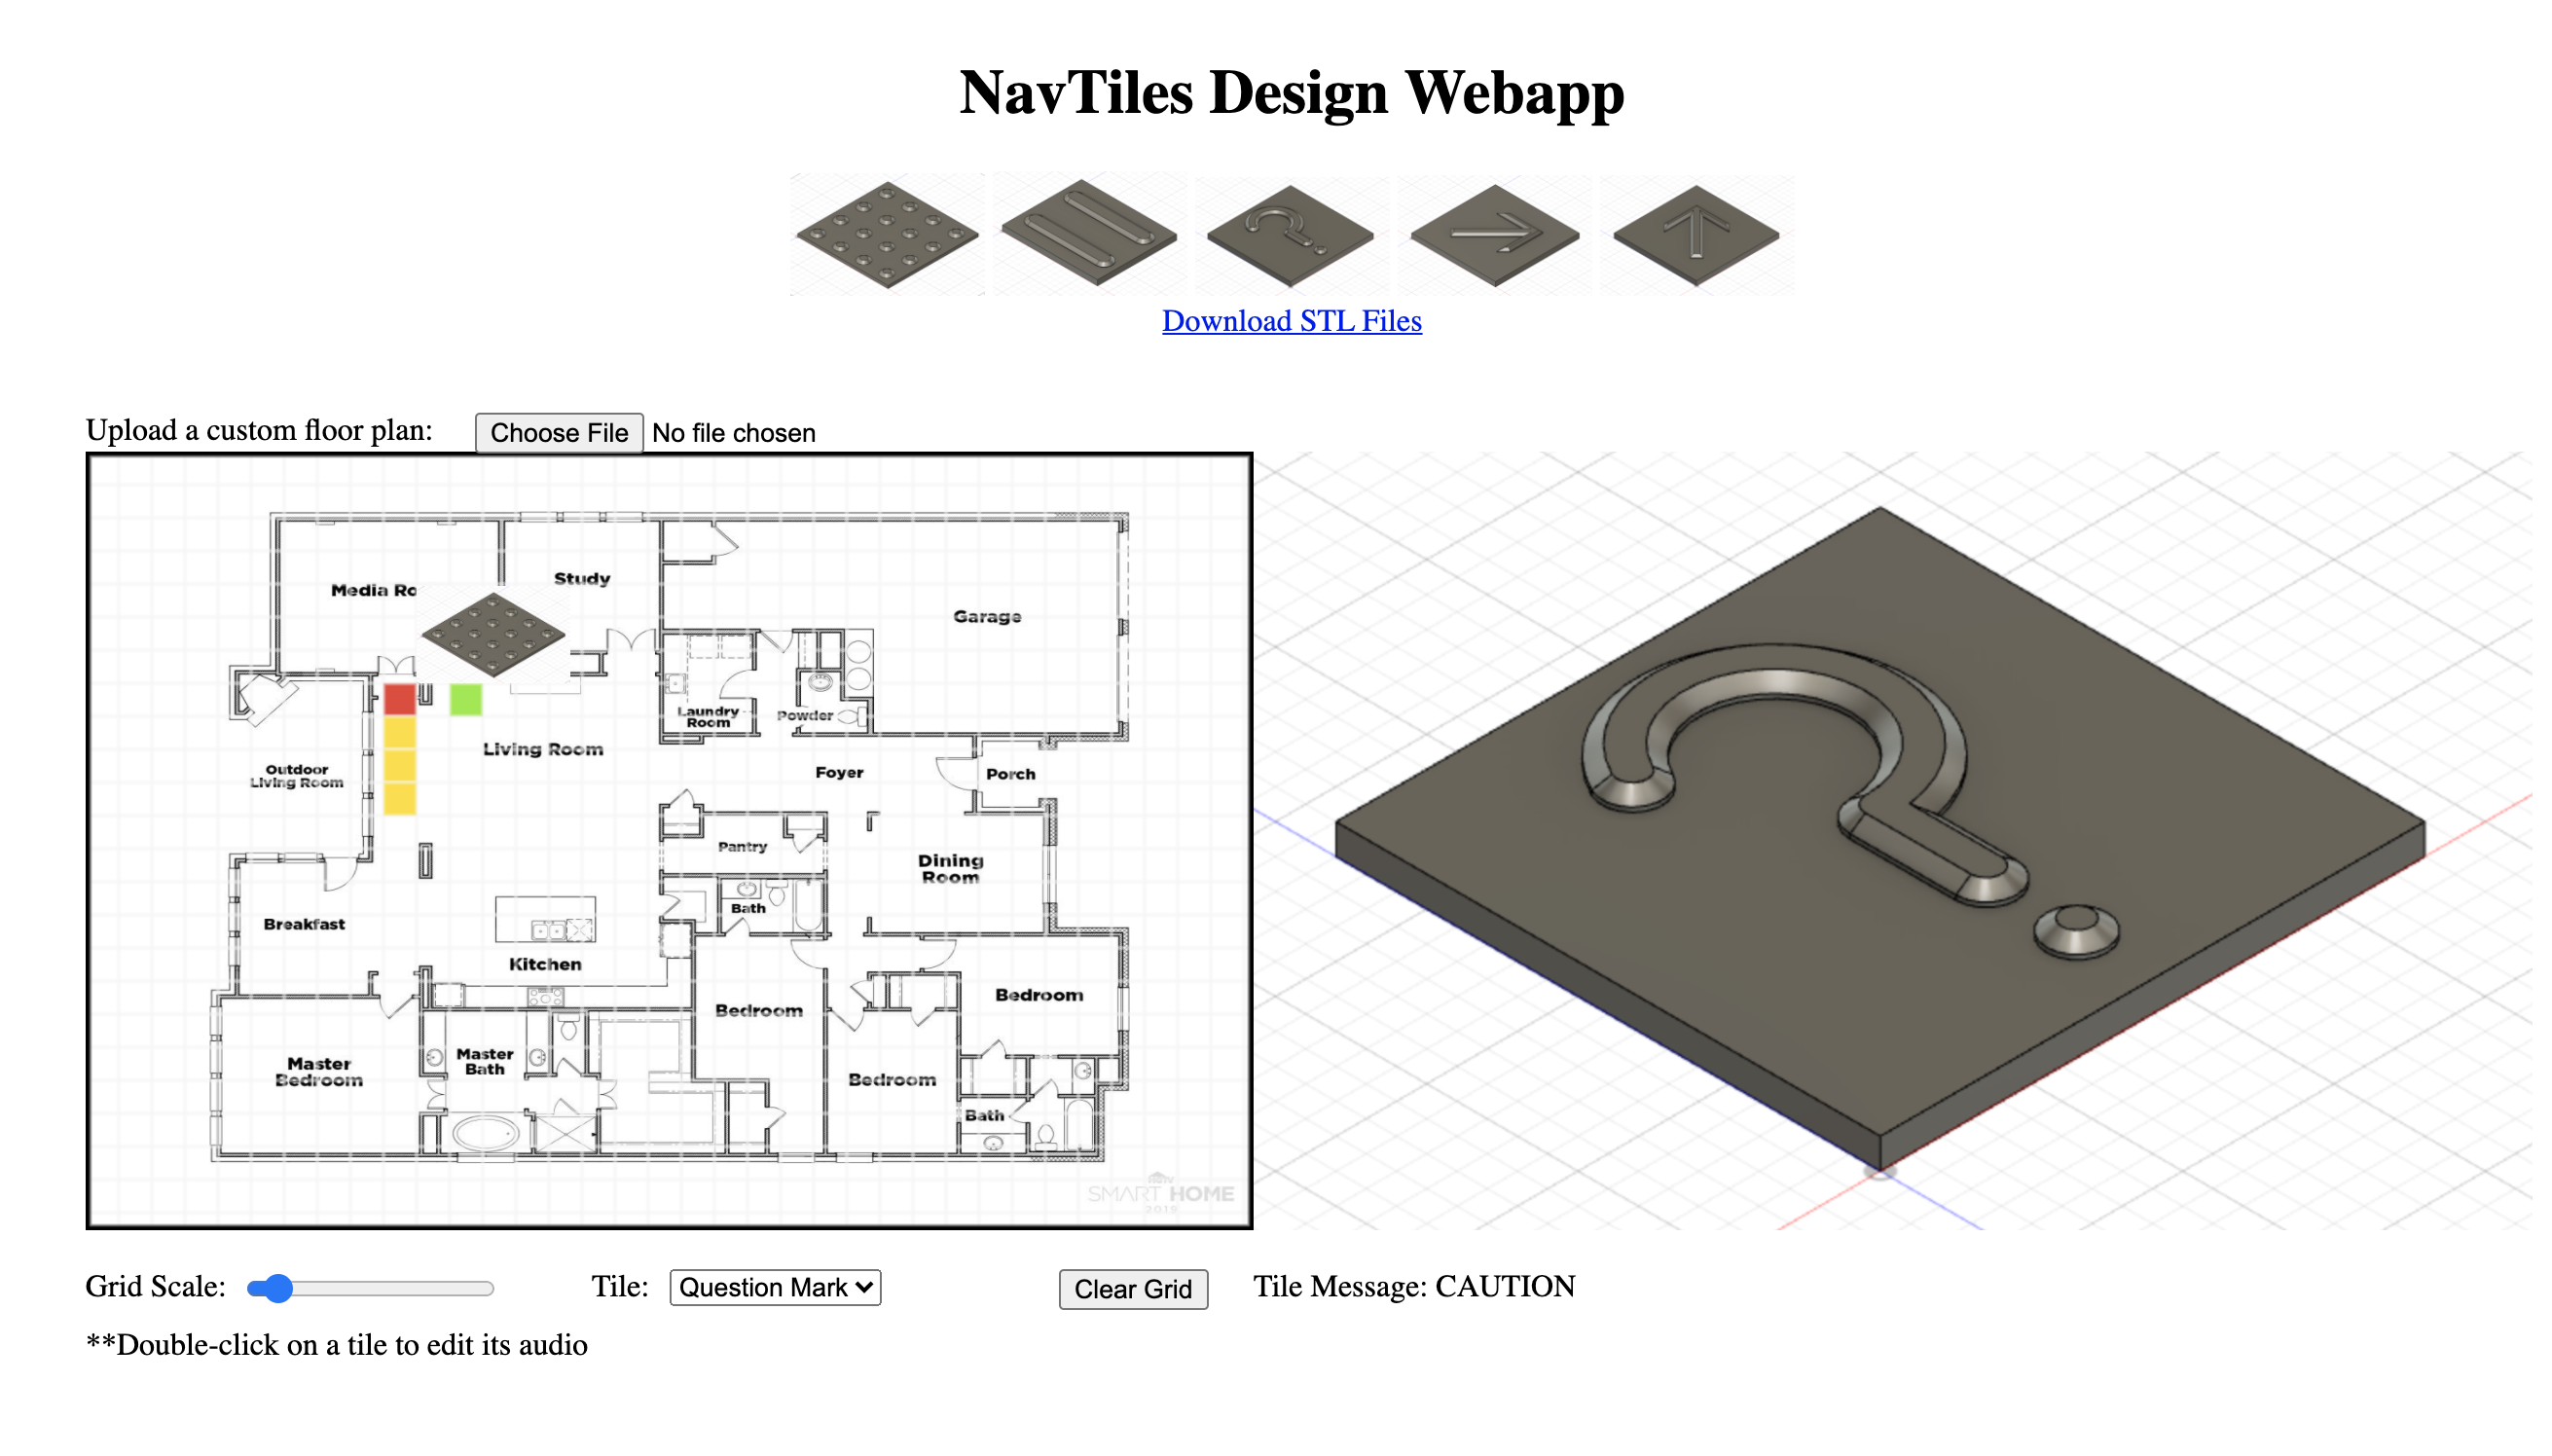 NavTiles Design Webapp
Download STL Files
Upload a custom floor plan: Choose File No file chosen
Media Ro
Study
Garage
Laundry
Room
Powder
Living Room
Outdoor
Living Room
Foyer
Porch
Pantry
Dining
Room
Bath
Breakfast
Kitchen
Bedroom
Bedroom
Master
Bedroom
Master
Bath
Bedroom
Bath
HGTV
SMART HOME
2019
Grid Scale: Tile: Question Mark Clear Grid Tile Message: CAUTION
**Double-click on a tile to edit its audio